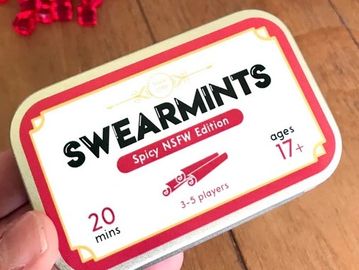 SWEARMINTS
Spicy NSFW Edition
3-5 players
20
mins
ages
17+